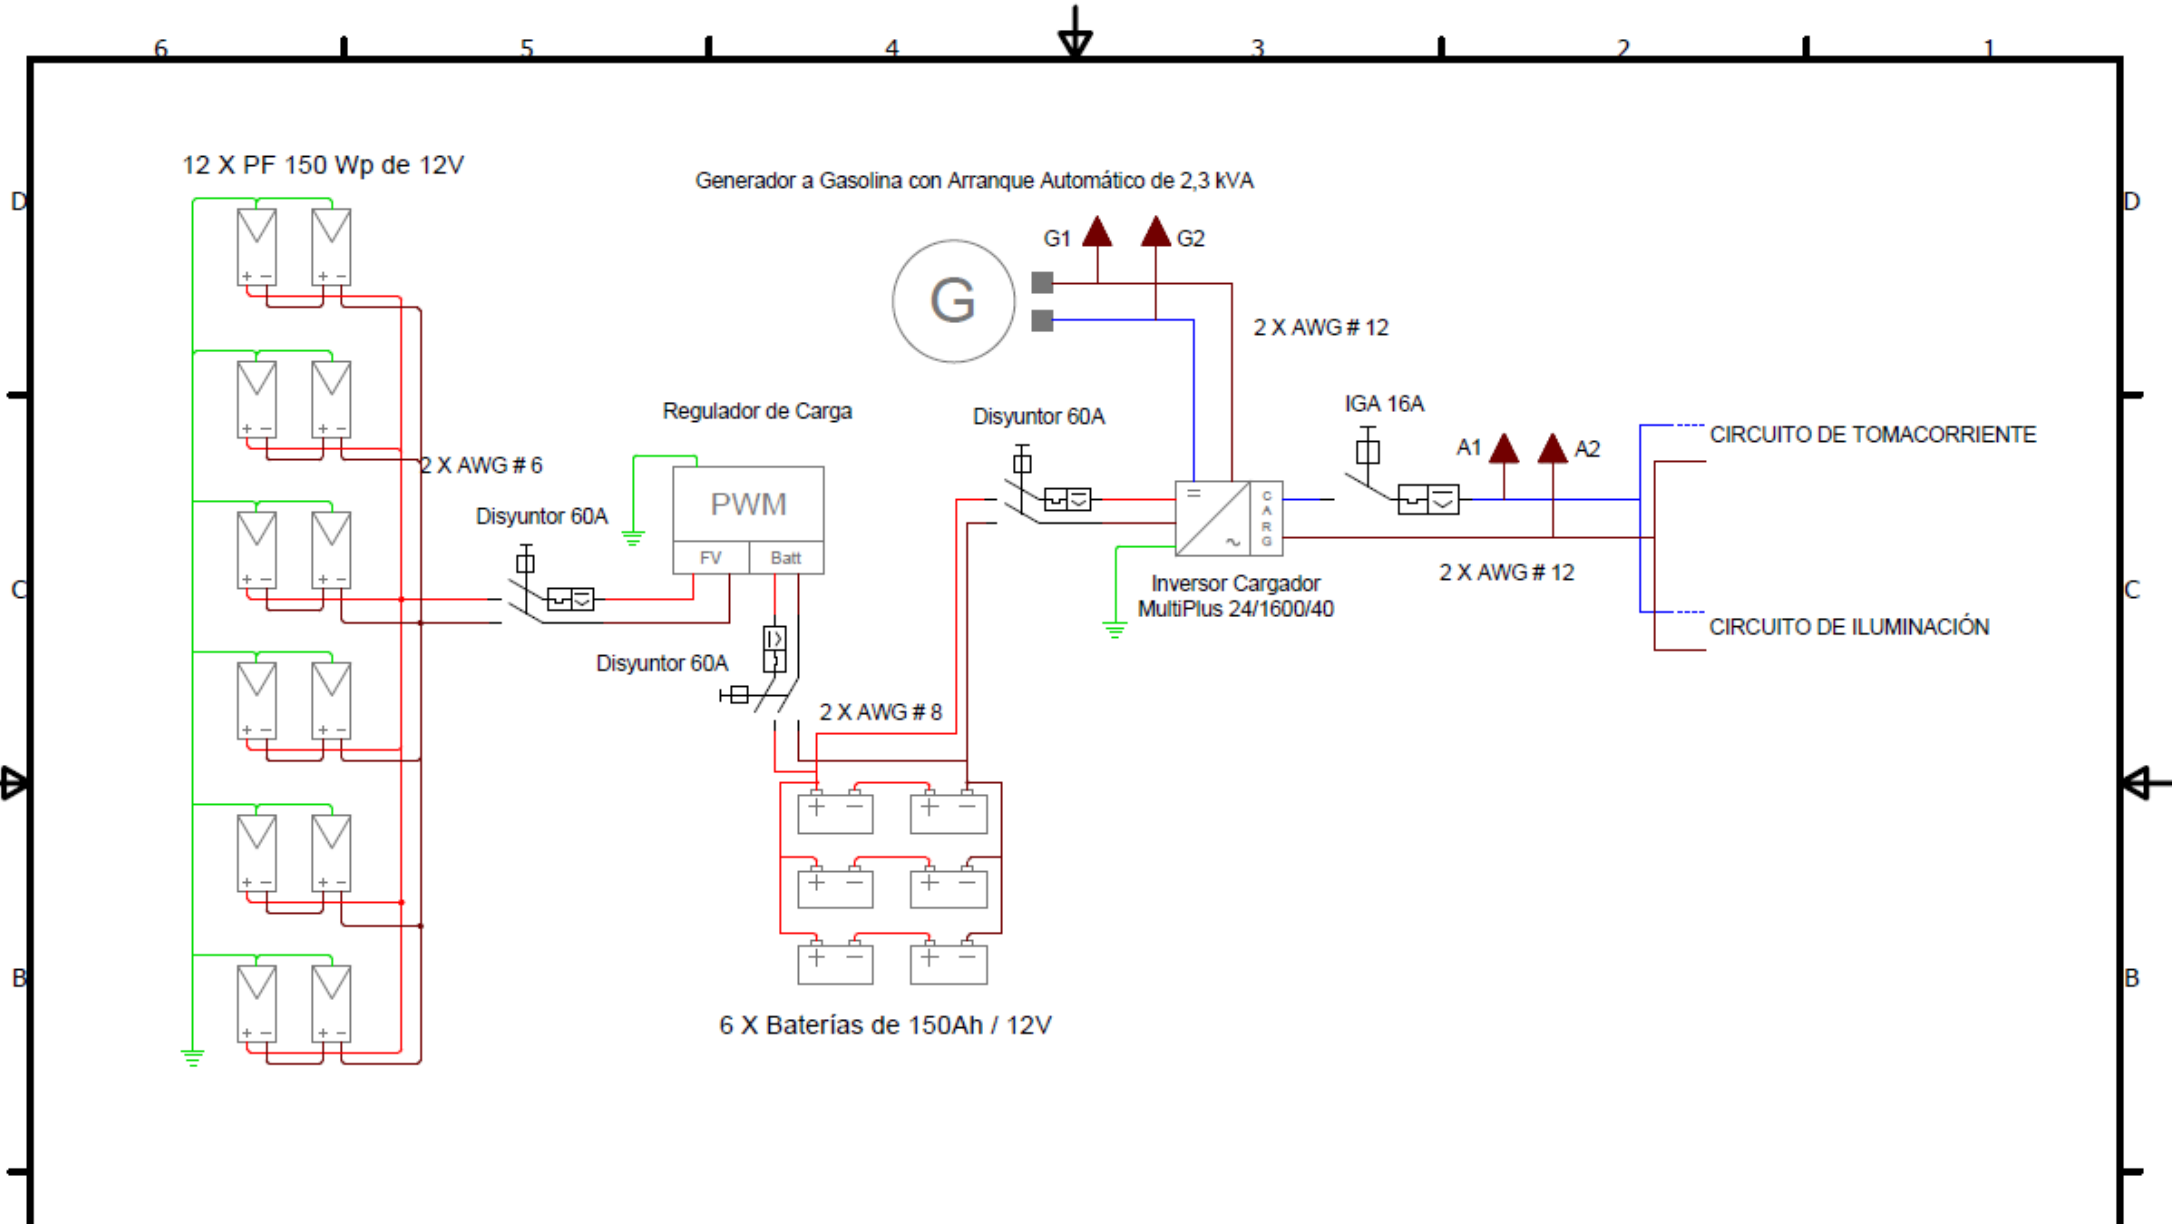 6 5 4 3 2 1
12 X PF 150 Wp de 12V
Generador a Gasolina con Arranque Automático de 2,3 kVA
D D
G1 G2
G
2 X AWG # 12
Regulador de Carga
Disyuntor 60A
IGA 16A
A1 A2
CIRCUITO DE TOMACORRIENTE
2 X AWG # 6
PWM
Disyuntor 60A
FV Batt
CARG
2 X AWG # 12
Inversor Cargador
MultiPlus 24/1600/40
C C
CIRCUITO DE ILUMINACIÓN
Disyuntor 60A
2 X AWG # 8
B B
6 X Baterías de 150Ah / 12V